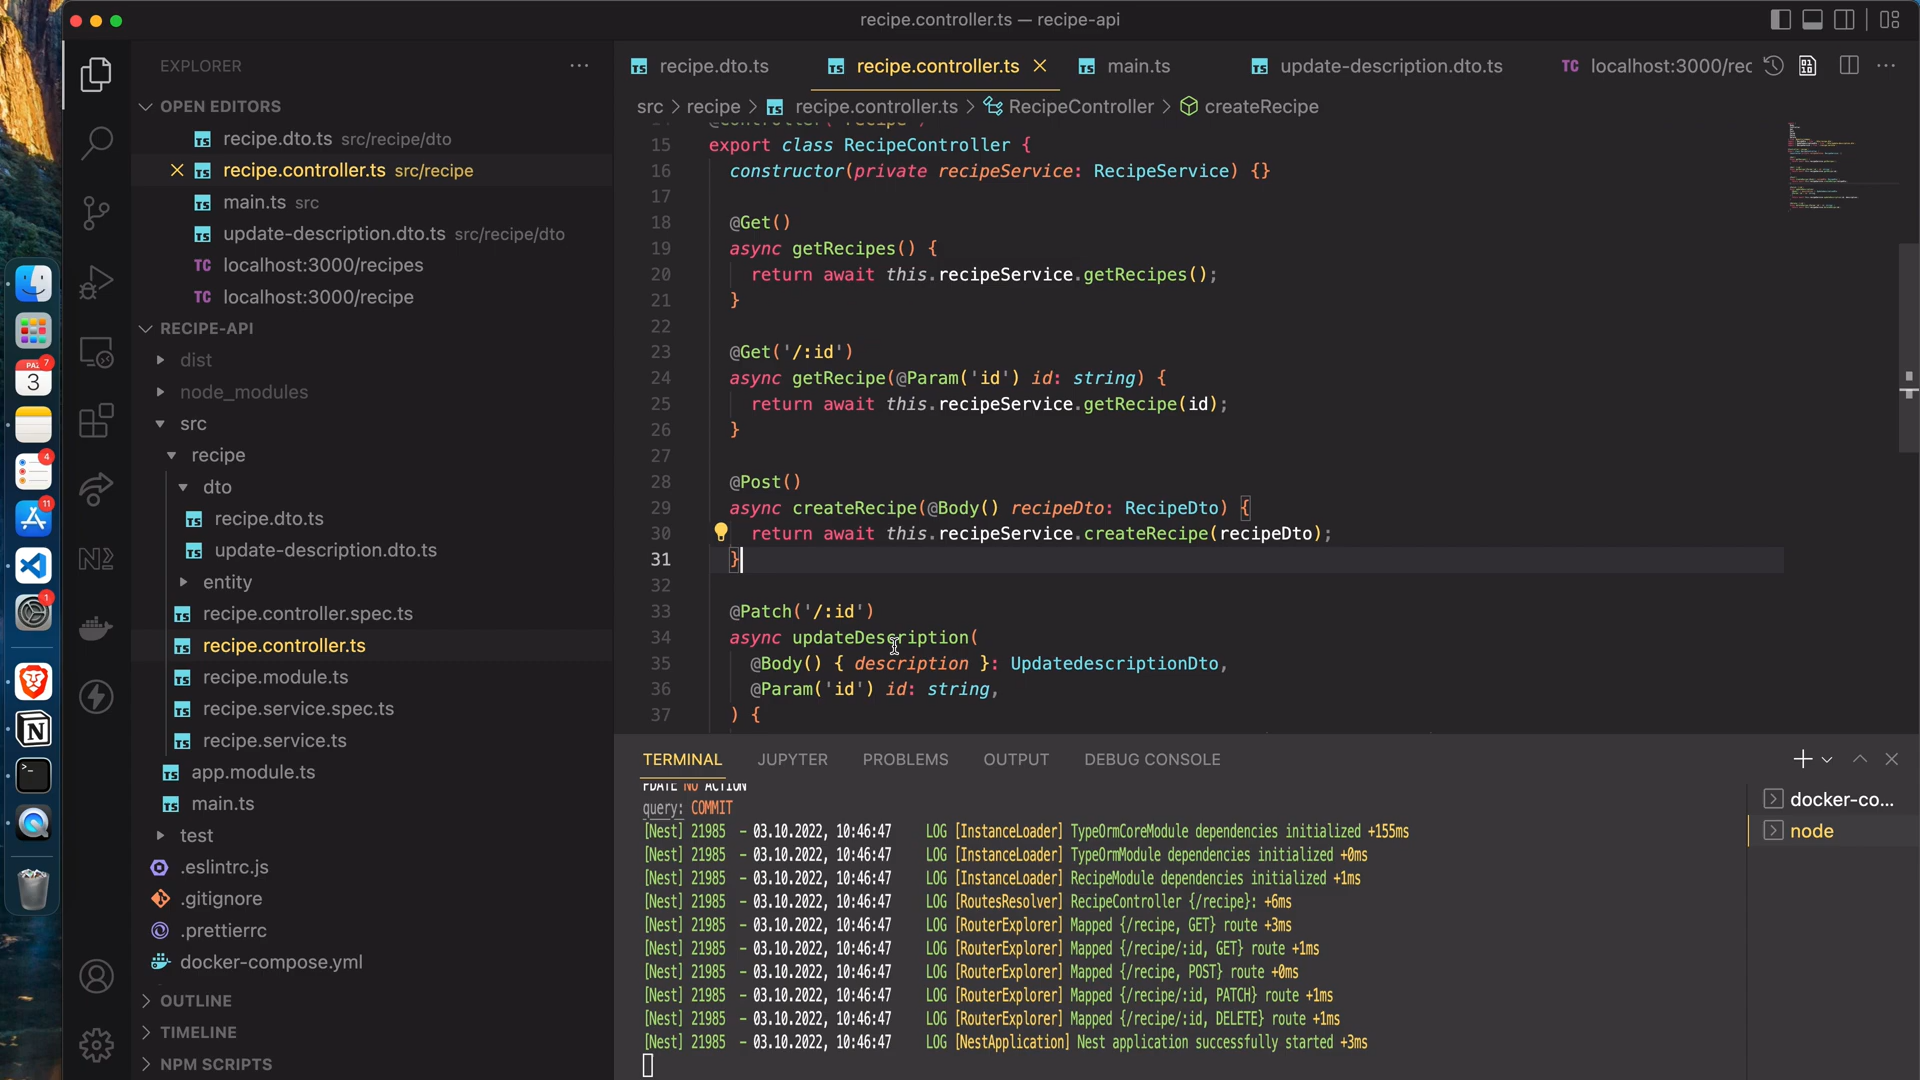 recipe.controller.ts — recipe-api
EXPLORER
OPEN EDITORS
recipe.dto.ts src/recipe/dto
recipe.controller.ts src/recipe
main.ts src
update-description.dto.ts src/recipe/dto
TC localhost:3000/recipes
TC localhost:3000/recipe
RECIPE-API
dist
node_modules
src
recipe
dto
recipe.dto.ts
update-description.dto.ts
entity
recipe.controller.spec.ts
recipe.controller.ts
recipe.module.ts
recipe.service.spec.ts
recipe.service.ts
app.module.ts
main.ts
test
.eslintrc.js
.gitignore
.prettierrc
docker-compose.yml
OUTLINE
TIMELINE
NPM SCRIPTS
recipe.dto.ts
recipe.controller.ts
main.ts
update-description.dto.ts
TC localhost:3000/rec
src > recipe > recipe.controller.ts > RecipeController > createRecipe
15 export class RecipeController {
16 constructor(private recipeService: RecipeService) {}
17
18 @Get()
19 async getRecipes() {
20 return await this.recipeService.getRecipes();
21 }
22
23 @Get('/:id')
24 async getRecipe(@Param('id') id: string) {
25 return await this.recipeService.getRecipe(id);
26 }
27
28 @Post()
29 async createRecipe(@Body() recipeDto: RecipeDto) {
30 return await this.recipeService.createRecipe(recipeDto);
31 }
32
33 @Patch('/:id')
34 async updateDescription(
35 @Body() { description }: UpdatedescriptionDto,
36 @Param('id') id: string,
37 ) {
TERMINAL JUPYTER PROBLEMS OUTPUT DEBUG CONSOLE
PDATE NO ACTION
query: COMMIT
[Nest] 21985 - 03.10.2022, 10:46:47 LOG [InstanceLoader] TypeOrmCoreModule dependencies initialized +155ms
[Nest] 21985 - 03.10.2022, 10:46:47 LOG [InstanceLoader] TypeOrmModule dependencies initialized +0ms
[Nest] 21985 - 03.10.2022, 10:46:47 LOG [InstanceLoader] RecipeModule dependencies initialized +1ms
[Nest] 21985 - 03.10.2022, 10:46:47 LOG [RoutesResolver] RecipeController {/recipe}: +6ms
[Nest] 21985 - 03.10.2022, 10:46:47 LOG [RouterExplorer] Mapped {/recipe, GET} route +3ms
[Nest] 21985 - 03.10.2022, 10:46:47 LOG [RouterExplorer] Mapped {/recipe/:id, GET} route +1ms
[Nest] 21985 - 03.10.2022, 10:46:47 LOG [RouterExplorer] Mapped {/recipe, POST} route +0ms
[Nest] 21985 - 03.10.2022, 10:46:47 LOG [RouterExplorer] Mapped {/recipe/:id, PATCH} route +1ms
[Nest] 21985 - 03.10.2022, 10:46:47 LOG [RouterExplorer] Mapped {/recipe/:id, DELETE} route +1ms
[Nest] 21985 - 03.10.2022, 10:46:47 LOG [NestApplication] Nest application successfully started +3ms
docker-co...
node